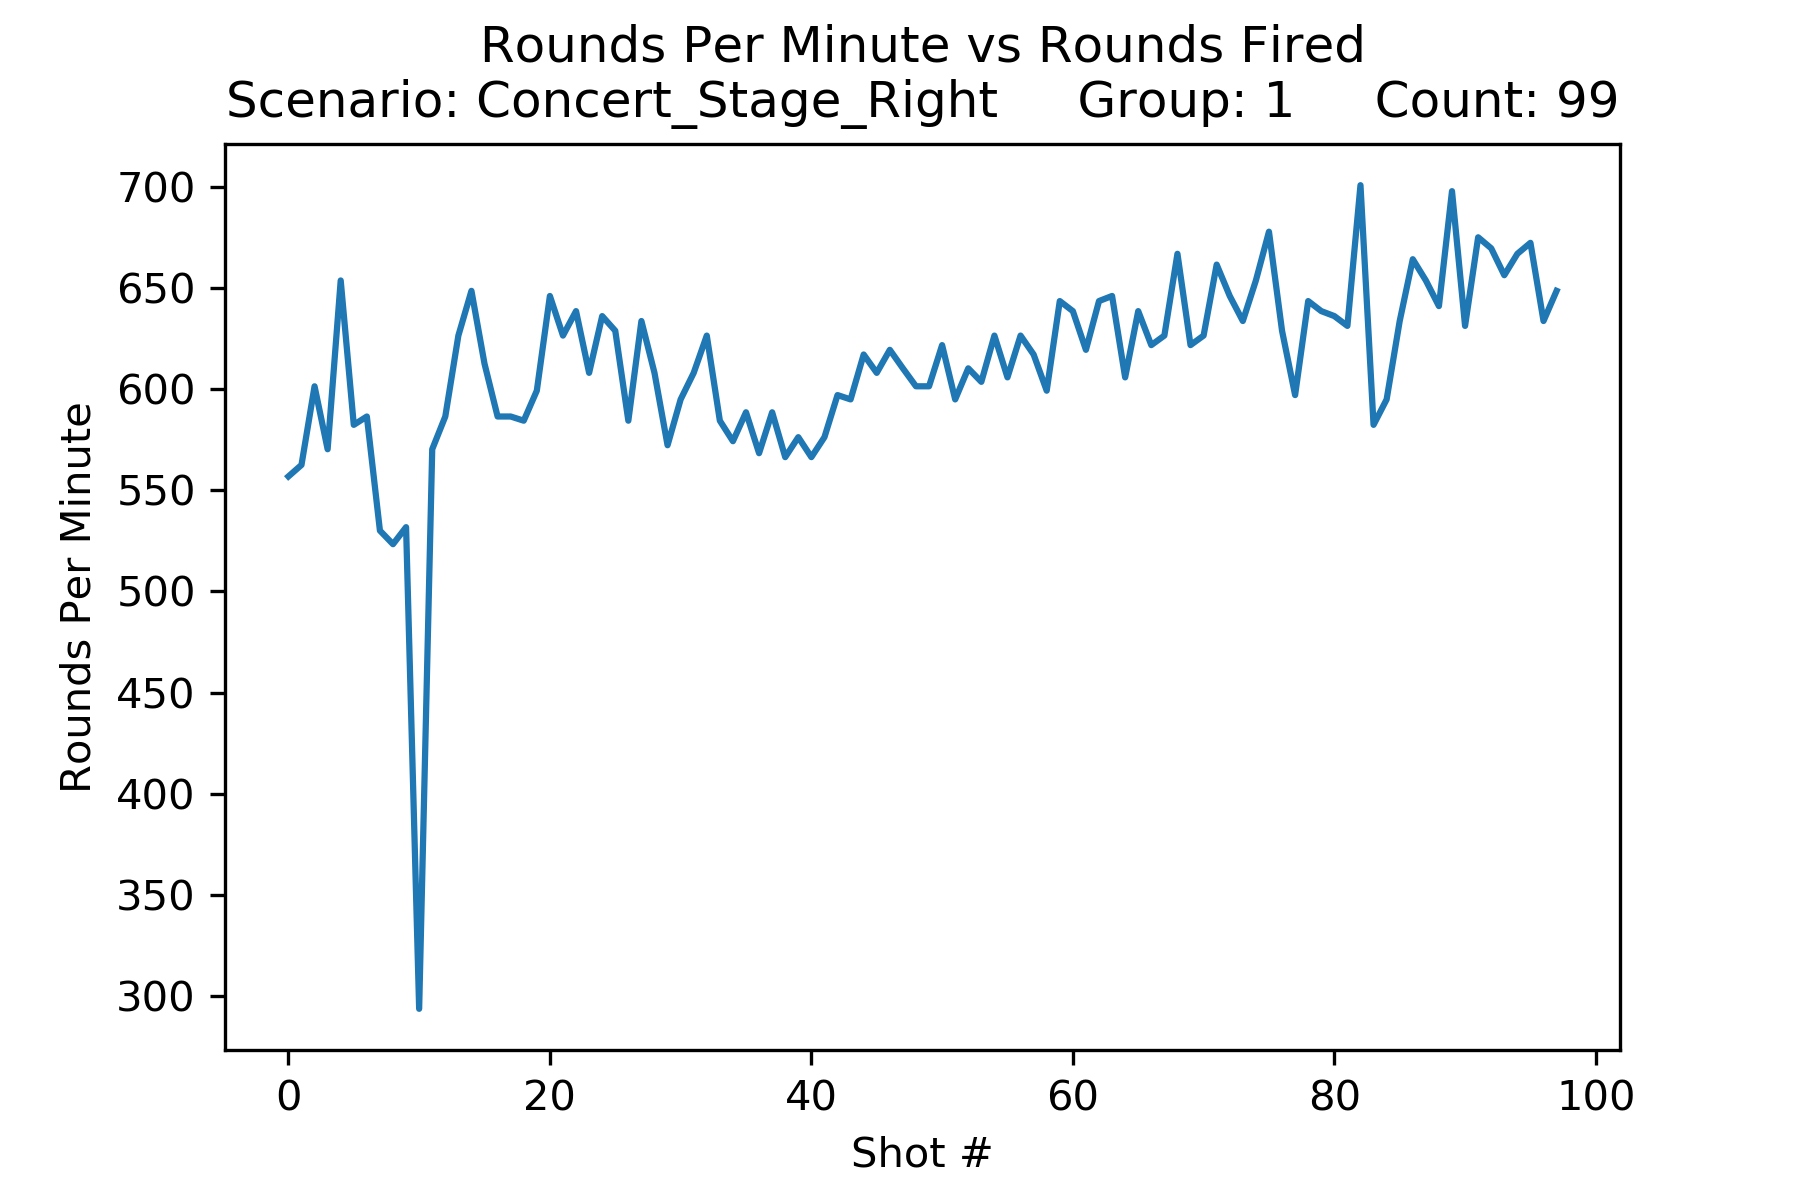 Rounds Per Minute vs Rounds Fired
Scenario: Concert_Stage_Right Group: 1 Count: 99
700
650
600
550
500
450
400
350
300
Rounds Per Minute
0 20 40 60 80 100
Shot #